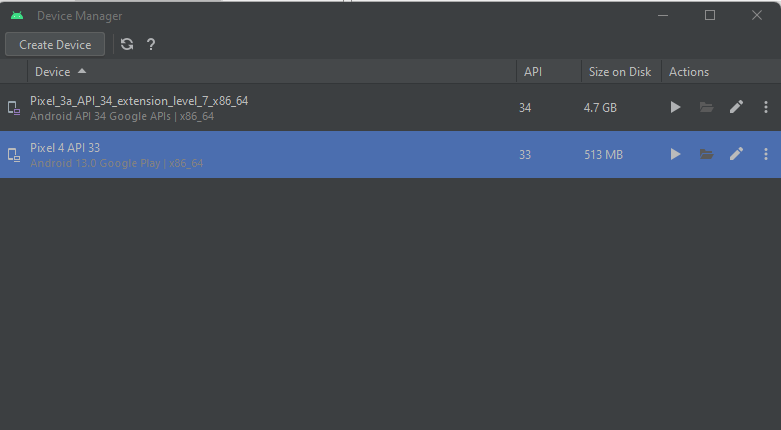 Device Manager
Create Device ?
Device API Size on Disk Actions
Pixel_3a_API_34_extension_level_7_x86_64
Android API 34 Google APIs | x86_64
34 4.7 GB
Pixel 4 API 33
Android 13.0 Google Play | x86_64
33 513 MB